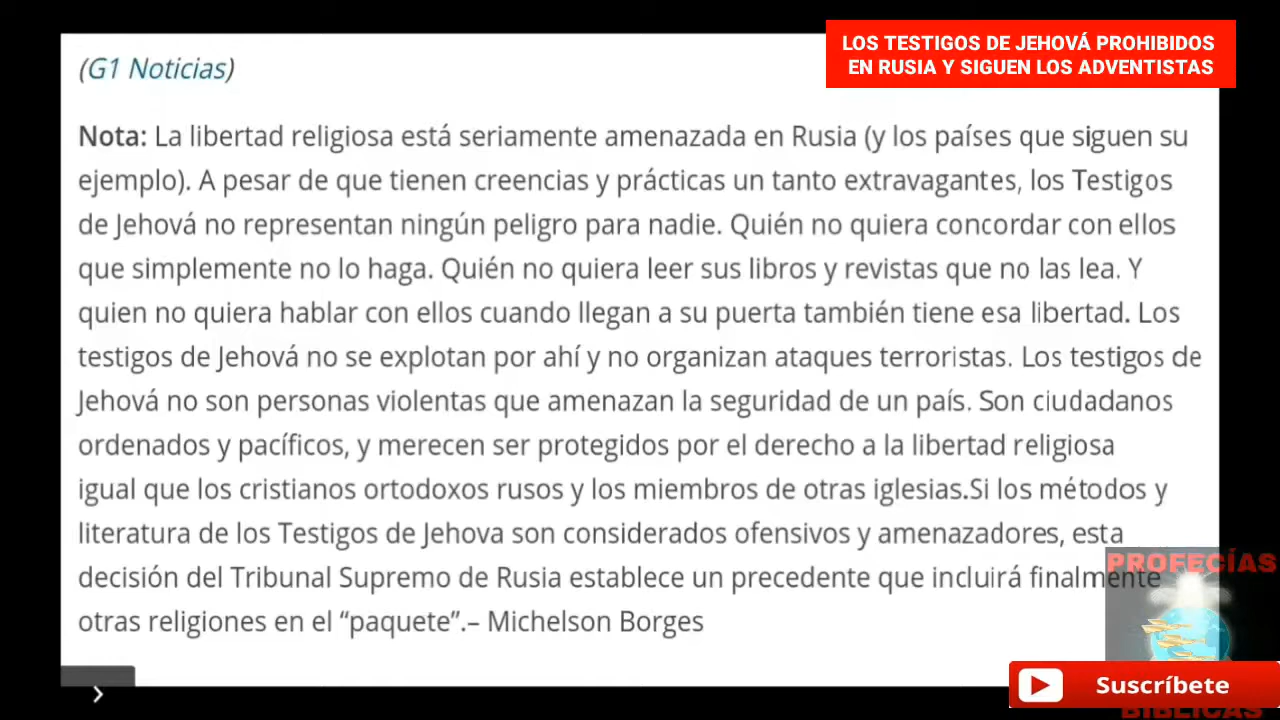 LOS TESTIGOS DE JEHOVÁ PROHIBIDOS
EN RUSIA Y SIGUEN LOS ADVENTISTAS
(G1 Noticias)
Nota: La libertad religiosa está seriamente amenazada en Rusia (y los países que siguen su
ejemplo). A pesar de que tienen creencias y prácticas un tanto extravagantes, los Testigos
de Jehová no representan ningún peligro para nadie. Quién no quiera concordar con ellos
que simplemente no lo haga. Quién no quiera leer sus libros y revistas que no las lea. Y
quien no quiera hablar con ellos cuando llegan a su puerta también tiene esa libertad. Los
testigos de Jehová no se explotan por ahí y no organizan ataques terroristas. Los testigos de
Jehová no son personas violentas que amenazan la seguridad de un país. Son ciudadanos
ordenados y pacíficos, y merecen ser protegidos por el derecho a la libertad religiosa
igual que los cristianos ortodoxos rusos y los miembros de otras iglesias.Si los métodos y
literatura de los Testigos de Jehova son considerados ofensivos y amenazadores, esta
decisión del Tribunal Supremo de Rusia establece un precedente que incluirá finalmente
otras religiones en el “paquete”.– Michelson Borges
PROFECÍAS
Suscríbete
BÍBLICAS